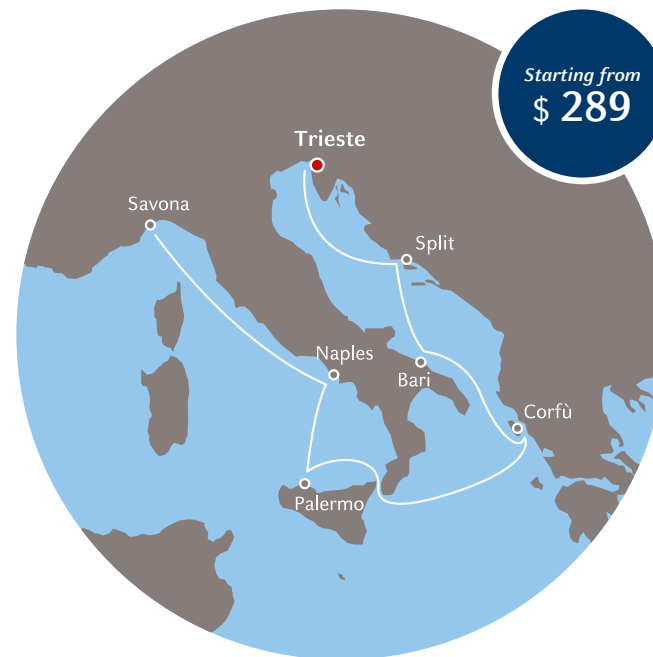 Starting from
$ 289
Trieste
Savona
Split
Naples
Bari
Corfù
Palermo